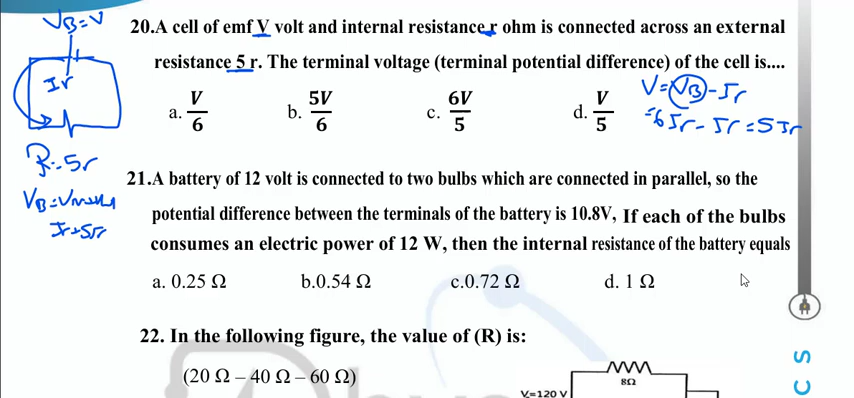 VB=V
20.A cell of emf V volt and internal resistance r ohm is connected across an external
resistance 5 r. The terminal voltage (terminal potential difference) of the cell is....
Ir
a. V/6 b. 5V/6 c. 6V/5 d. V/5
V=VB-Ir
=6Ir-Ir=5Ir
R=5r
21.A battery of 12 volt is connected to two bulbs which are connected in parallel, so the
potential difference between the terminals of the battery is 10.8V, If each of the bulbs
consumes an electric power of 12 W, then the internal resistance of the battery equals
a. 0.25 Ω b.0.54 Ω c.0.72 Ω d. 1 Ω
22. In the following figure, the value of (R) is:
(20 Ω – 40 Ω – 60 Ω)
8Ω
V=120 V
C S